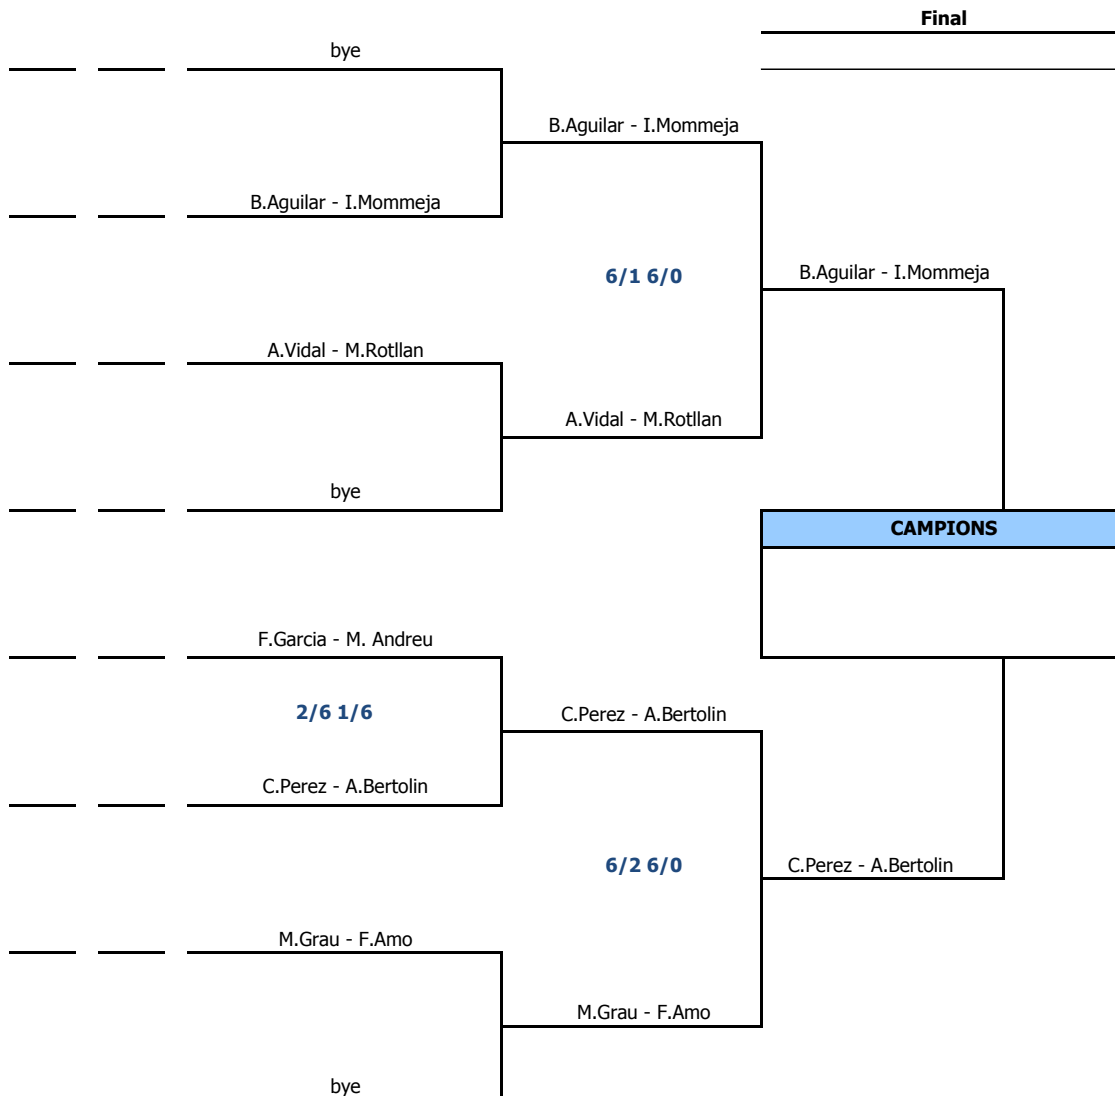 Final
bye
B.Aguilar - I.Mommeja
B.Aguilar - I.Mommeja
6/1 6/0
B.Aguilar - I.Mommeja
A.Vidal - M.Rotllan
A.Vidal - M.Rotllan
bye
CAMPIONS
F.Garcia - M. Andreu
2/6 1/6
C.Perez - A.Bertolin
C.Perez - A.Bertolin
6/2 6/0
C.Perez - A.Bertolin
M.Grau - F.Amo
M.Grau - F.Amo
bye